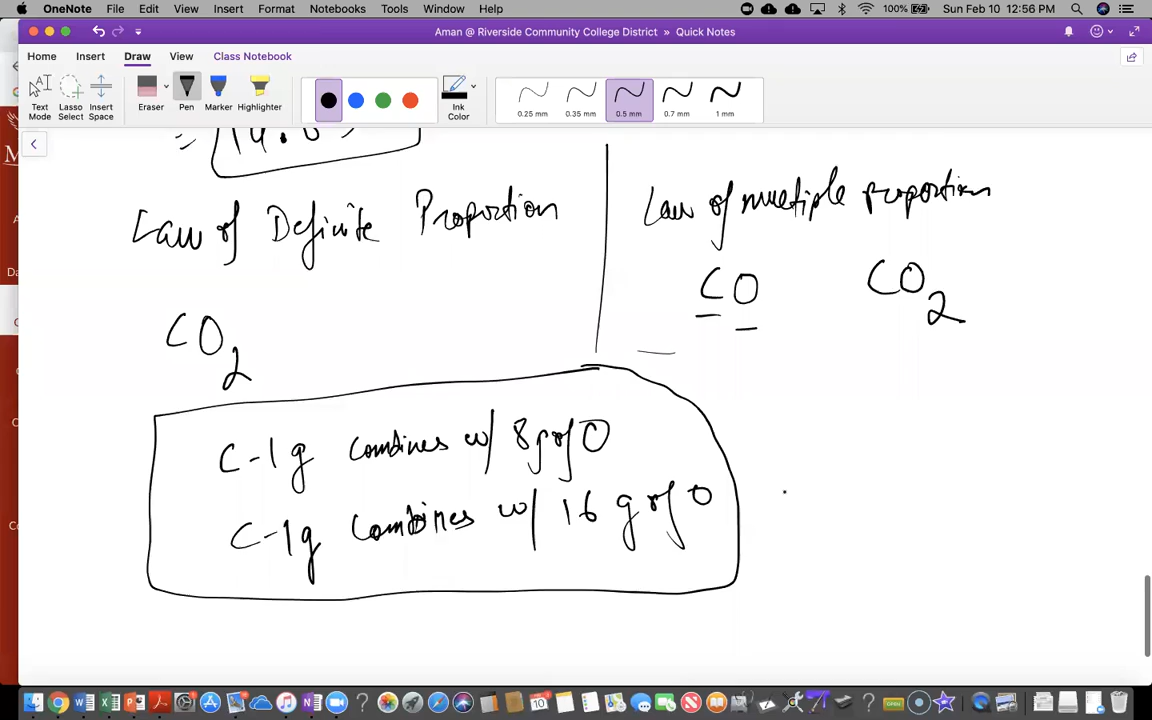 OneNote File Edit View Insert Format Notebooks Tools Window Help 100% Sun Feb 10 12:56 PM
Aman @ Riverside Community College District » Quick Notes
Home Insert Draw View Class Notebook
Text Mode Lasso Select Insert Space Eraser Pen Marker Highlighter Ink Color 0.25 mm 0.35 mm 0.5 mm 0.7 mm 1 mm
Law of Definite Proportion
CO2
Law of multiple proportion
CO CO2
C-1g combines w/ 8 g of O
C-1g combines w/ 16 g of O